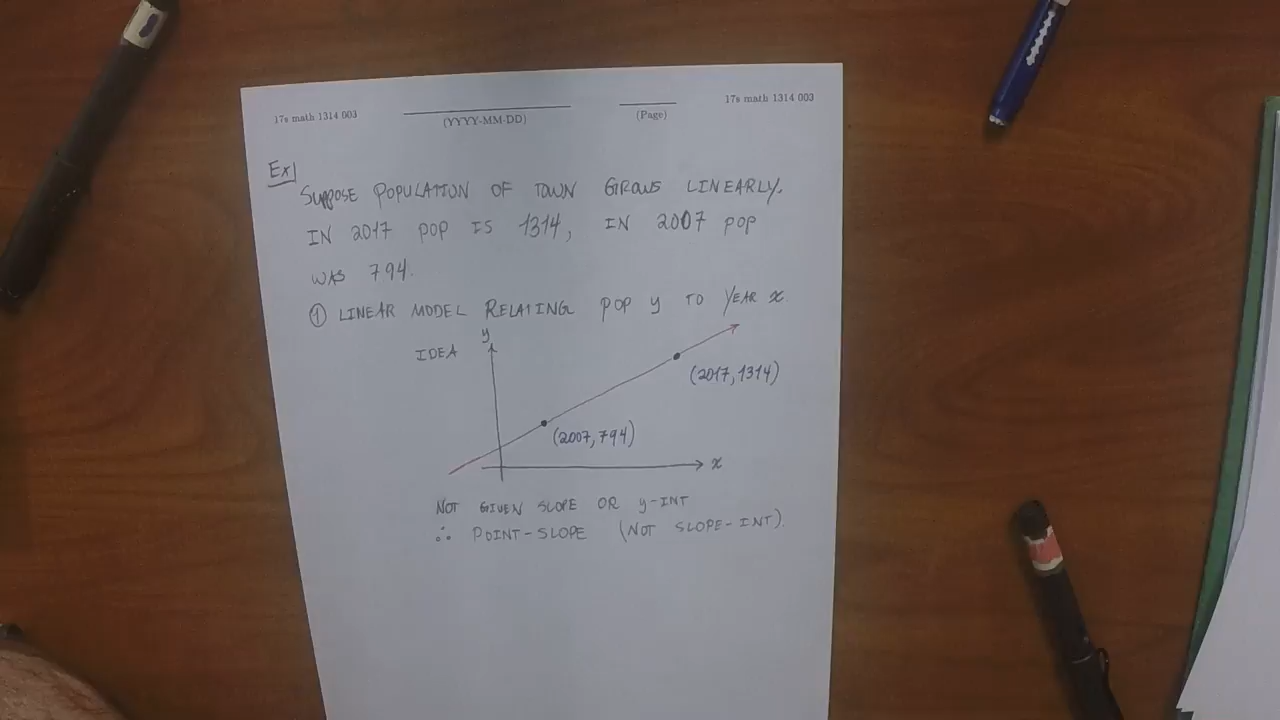 17s math 1314 003
(YYYY-MM-DD)
(Page)
17s math 1314 003
Ex
SUPPOSE POPULATION OF TOWN GROWS LINEARLY.
IN 2017 POP IS 1314, IN 2007 POP
WAS 794.
① LINEAR MODEL RELATING POP y TO YEAR x
IDEA
y
(2017,1314)
(2007,794)
x
NOT GIVEN SLOPE OR y-INT
∴ POINT-SLOPE (NOT SLOPE-INT).